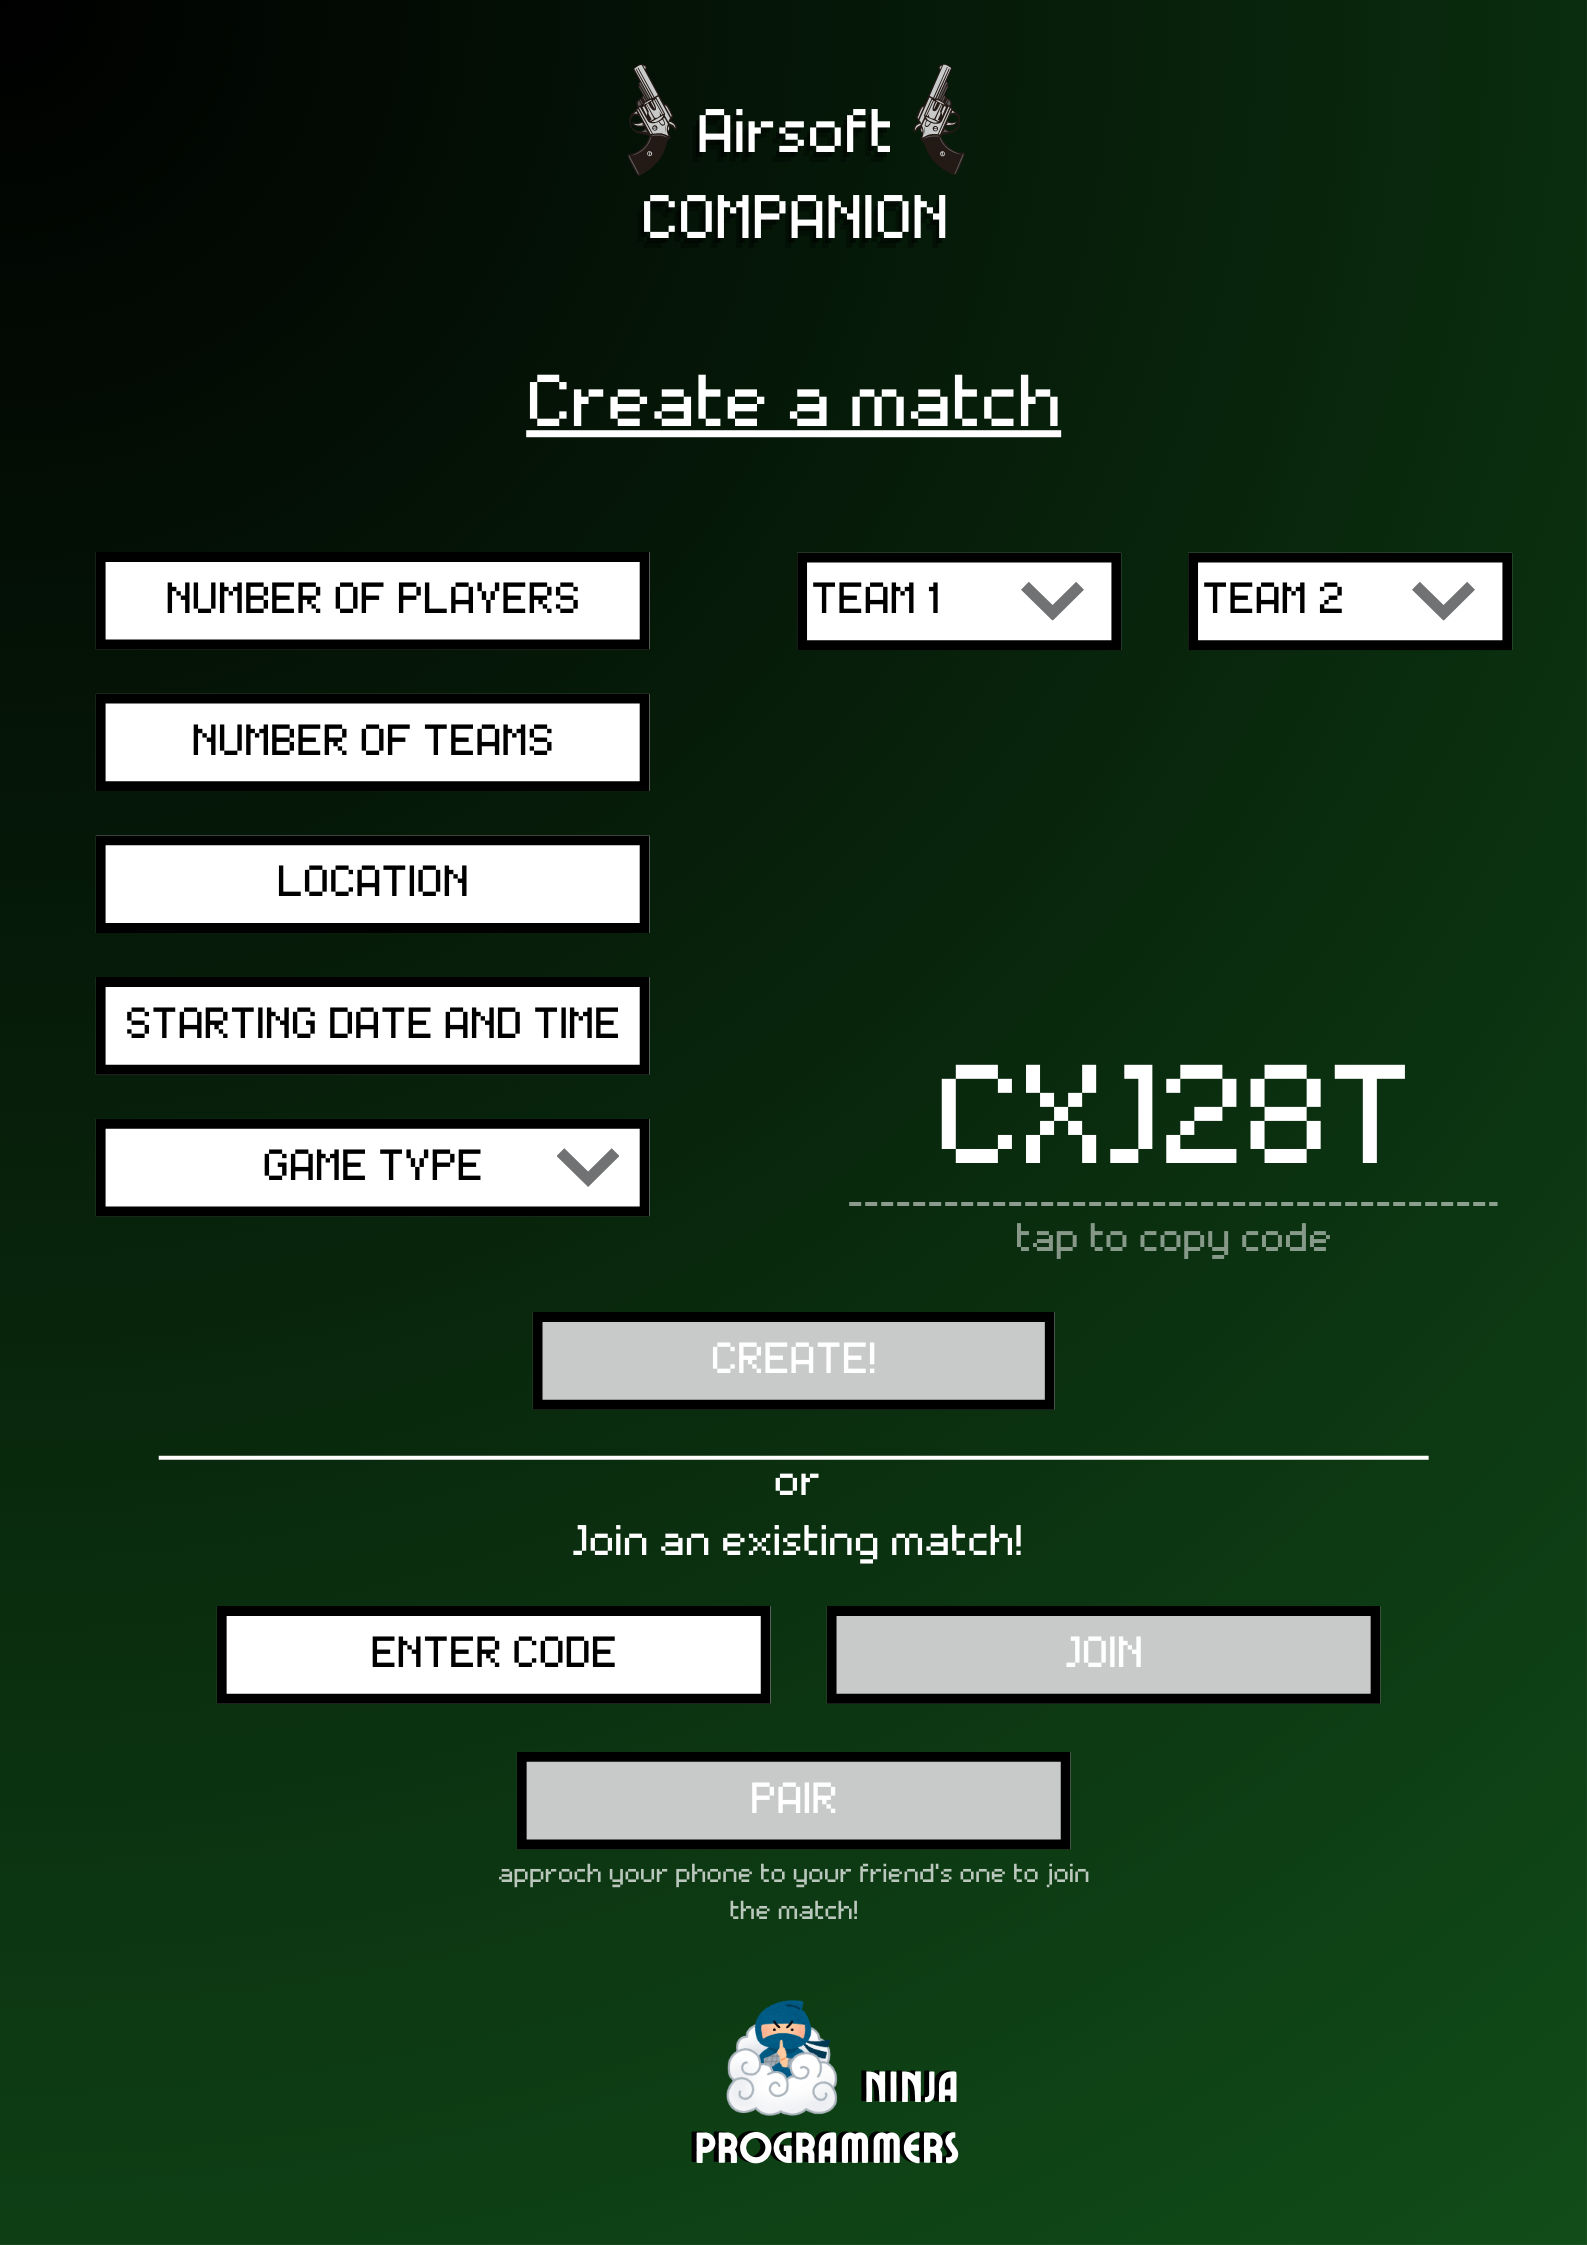 Airsoft
COMPANION
Create a match
NUMBER OF PLAYERS
TEAM 1
TEAM 2
NUMBER OF TEAMS
LOCATION
STARTING DATE AND TIME
GAME TYPE
CXJ28T
tap to copy code
CREATE!
or
Join an existing match!
ENTER CODE
JOIN
PAIR
approch your phone to your friend's one to join
the match!
NINJA
PROGRAMMERS